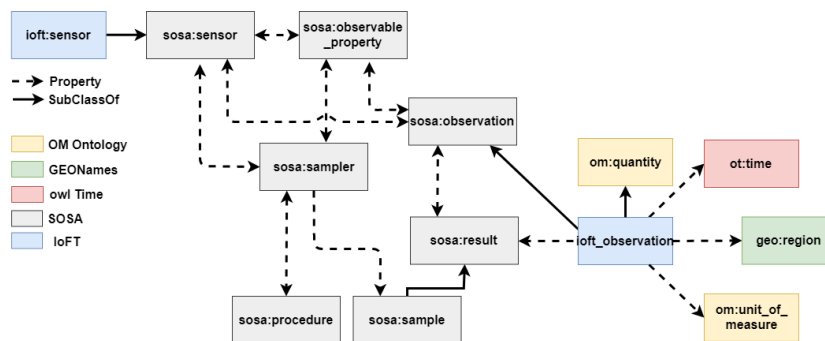 ioft:sensor
sosa:sensor
sosa:observable
_property
Property
SubClassOf
sosa:observation
OM Ontology
GEONames
owl Time
SOSA
IoFT
sosa:sampler
om:quantity
ot:time
sosa:result
ioft_observation
geo:region
sosa:procedure
sosa:sample
om:unit_of_
measure